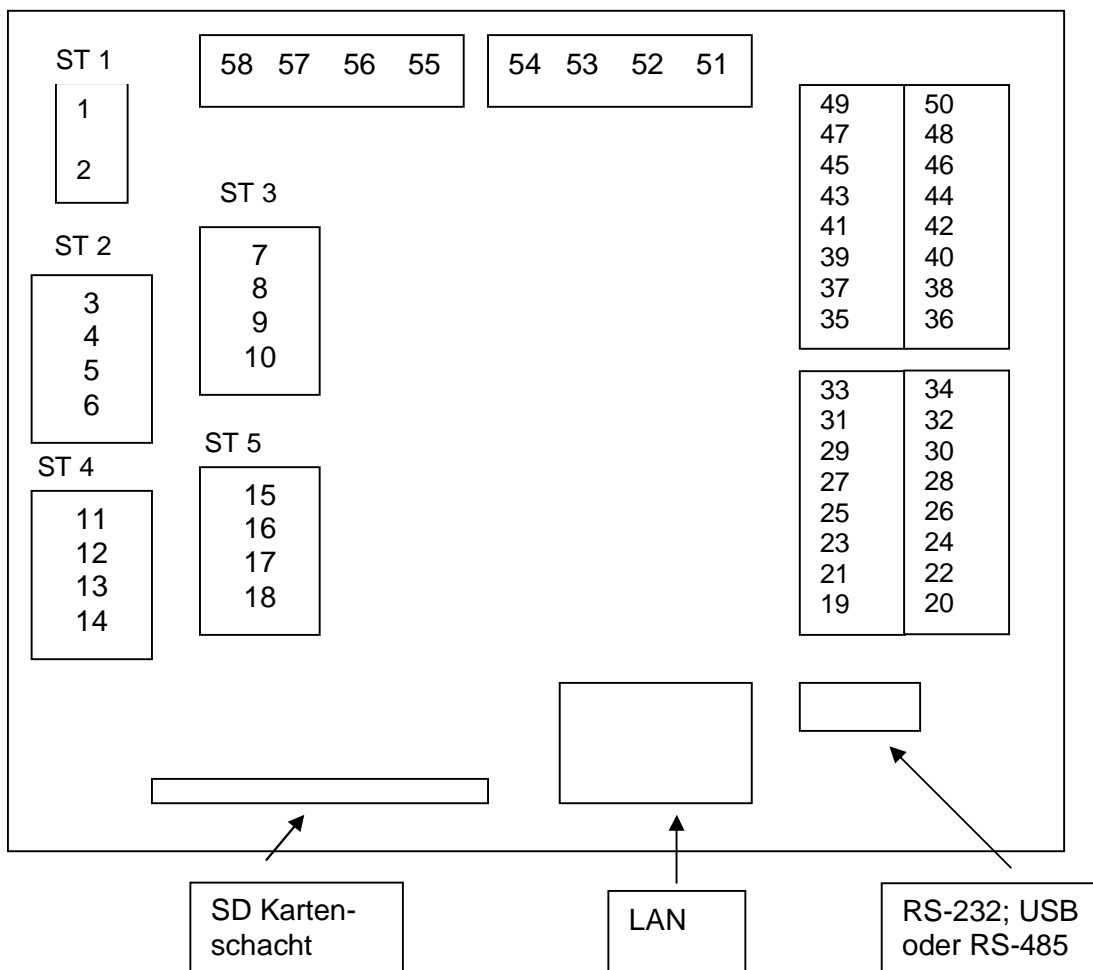 ST 1
1
2
58 57 56 55
54 53 52 51
49 50
47 48
45 46
43 44
41 42
39 40
37 38
35 36
ST 3
7
8
9
10
ST 2
3
4
5
6
33 34
31 32
29 30
27 28
25 26
23 24
21 22
19 20
ST 5
15
16
17
18
ST 4
11
12
13
14
SD Karten-
schacht
LAN
RS-232; USB
oder RS-485